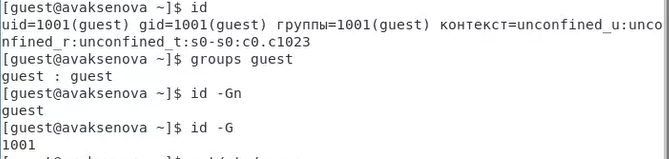 [guest@avaksenova ~]$ id
uid=1001(guest) gid=1001(guest) группы=1001(guest) контекст=unconfined_u:unco
nfined_r:unconfined_t:s0-s0:c0.c1023
[guest@avaksenova ~]$ groups guest
guest : guest
[guest@avaksenova ~]$ id -Gn
guest
[guest@avaksenova ~]$ id -G
1001